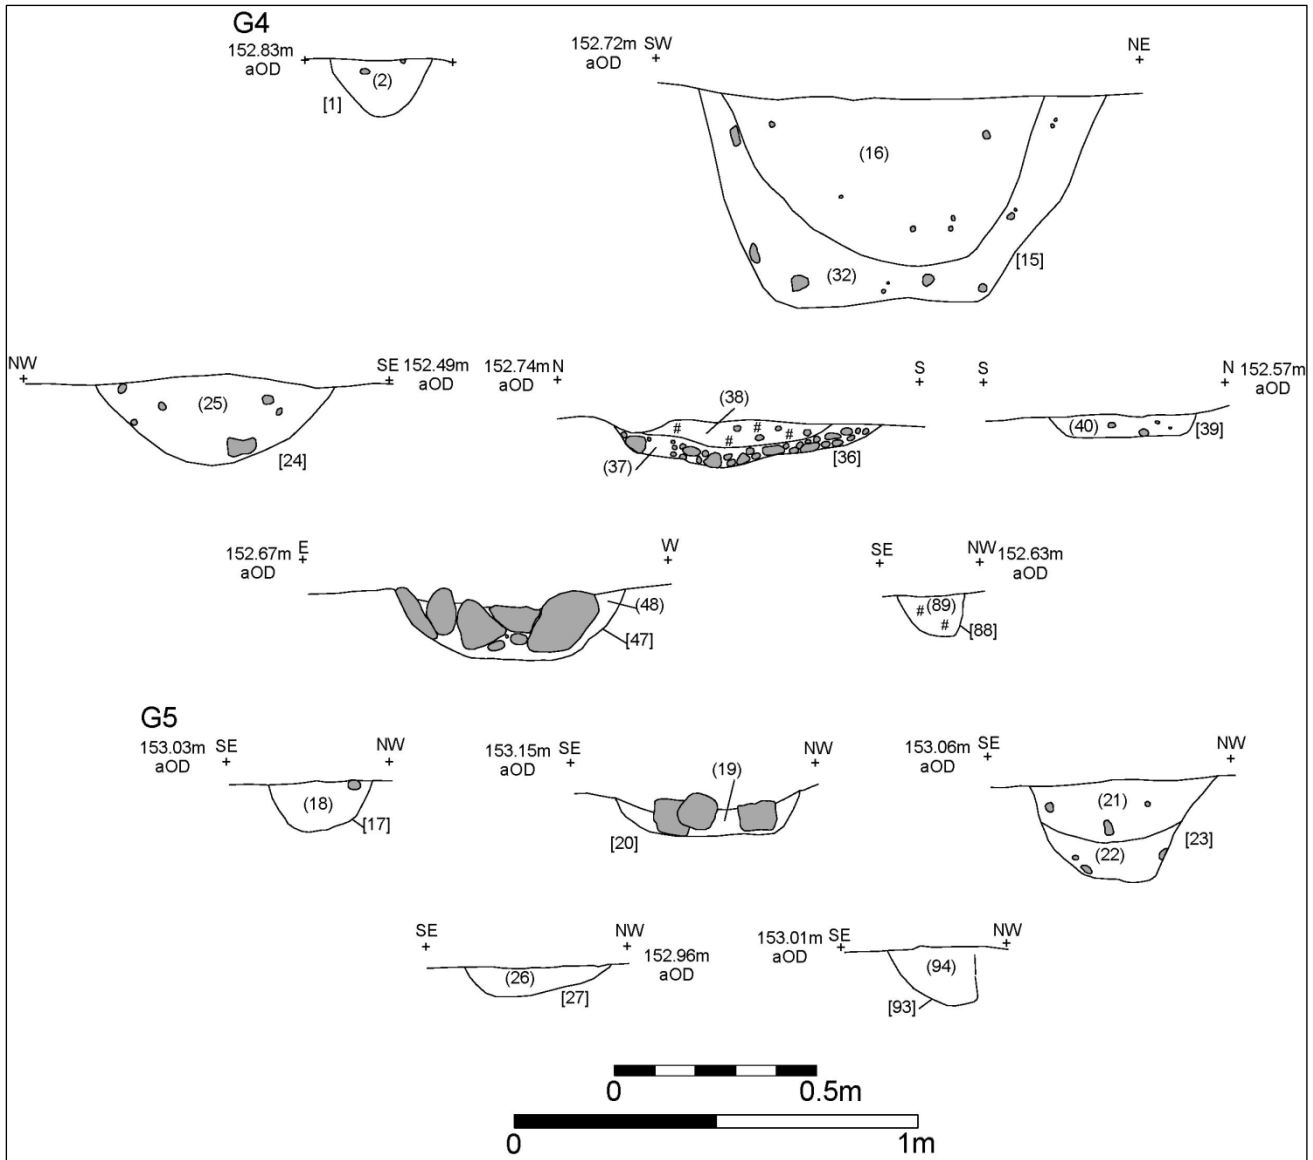 G4
152.83m
aOD
(2)
[1]
152.72m SW
aOD
NE
(16)
(32)
[15]
NW
SE 152.49m
aOD
(25)
[24]
152.74m N
aOD
S
(38)
(37)
[36]
S
N 152.57m
aOD
(40)
[39]
152.67m E
aOD
W
(48)
[47]
SE
NW 152.63m
aOD
(89)
[88]
G5
153.03m SE
aOD
NW
(18)
[17]
153.15m SE
aOD
NW
(19)
[20]
153.06m SE
aOD
NW
(21)
(22)
[23]
SE
NW
152.96m
aOD
(26)
[27]
153.01m SE
aOD
NW
(94)
[93]
0 0.5m
0 1m